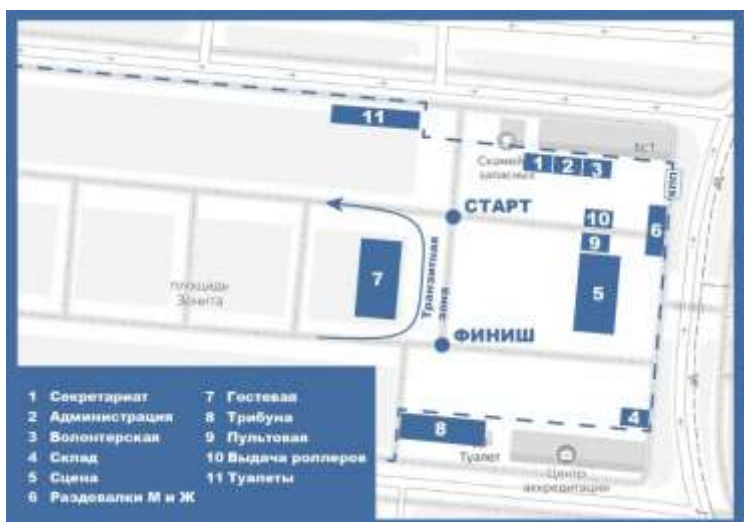 11
БСТ
Скамья
запасных
1
2
3
СТАРТ
10
9
6
5
7
Транзитная
зона
площадь
Зенита
ФИНИШ
8
4
Туалет
Центр
аккредитации
1 Секретариат
2 Администрация
3 Волонтерская
4 Склад
5 Сцена
6 Раздевалки М и Ж
7 Гостевая
8 Трибуна
9 Пультовая
10 Выдача роллеров
11 Туалеты